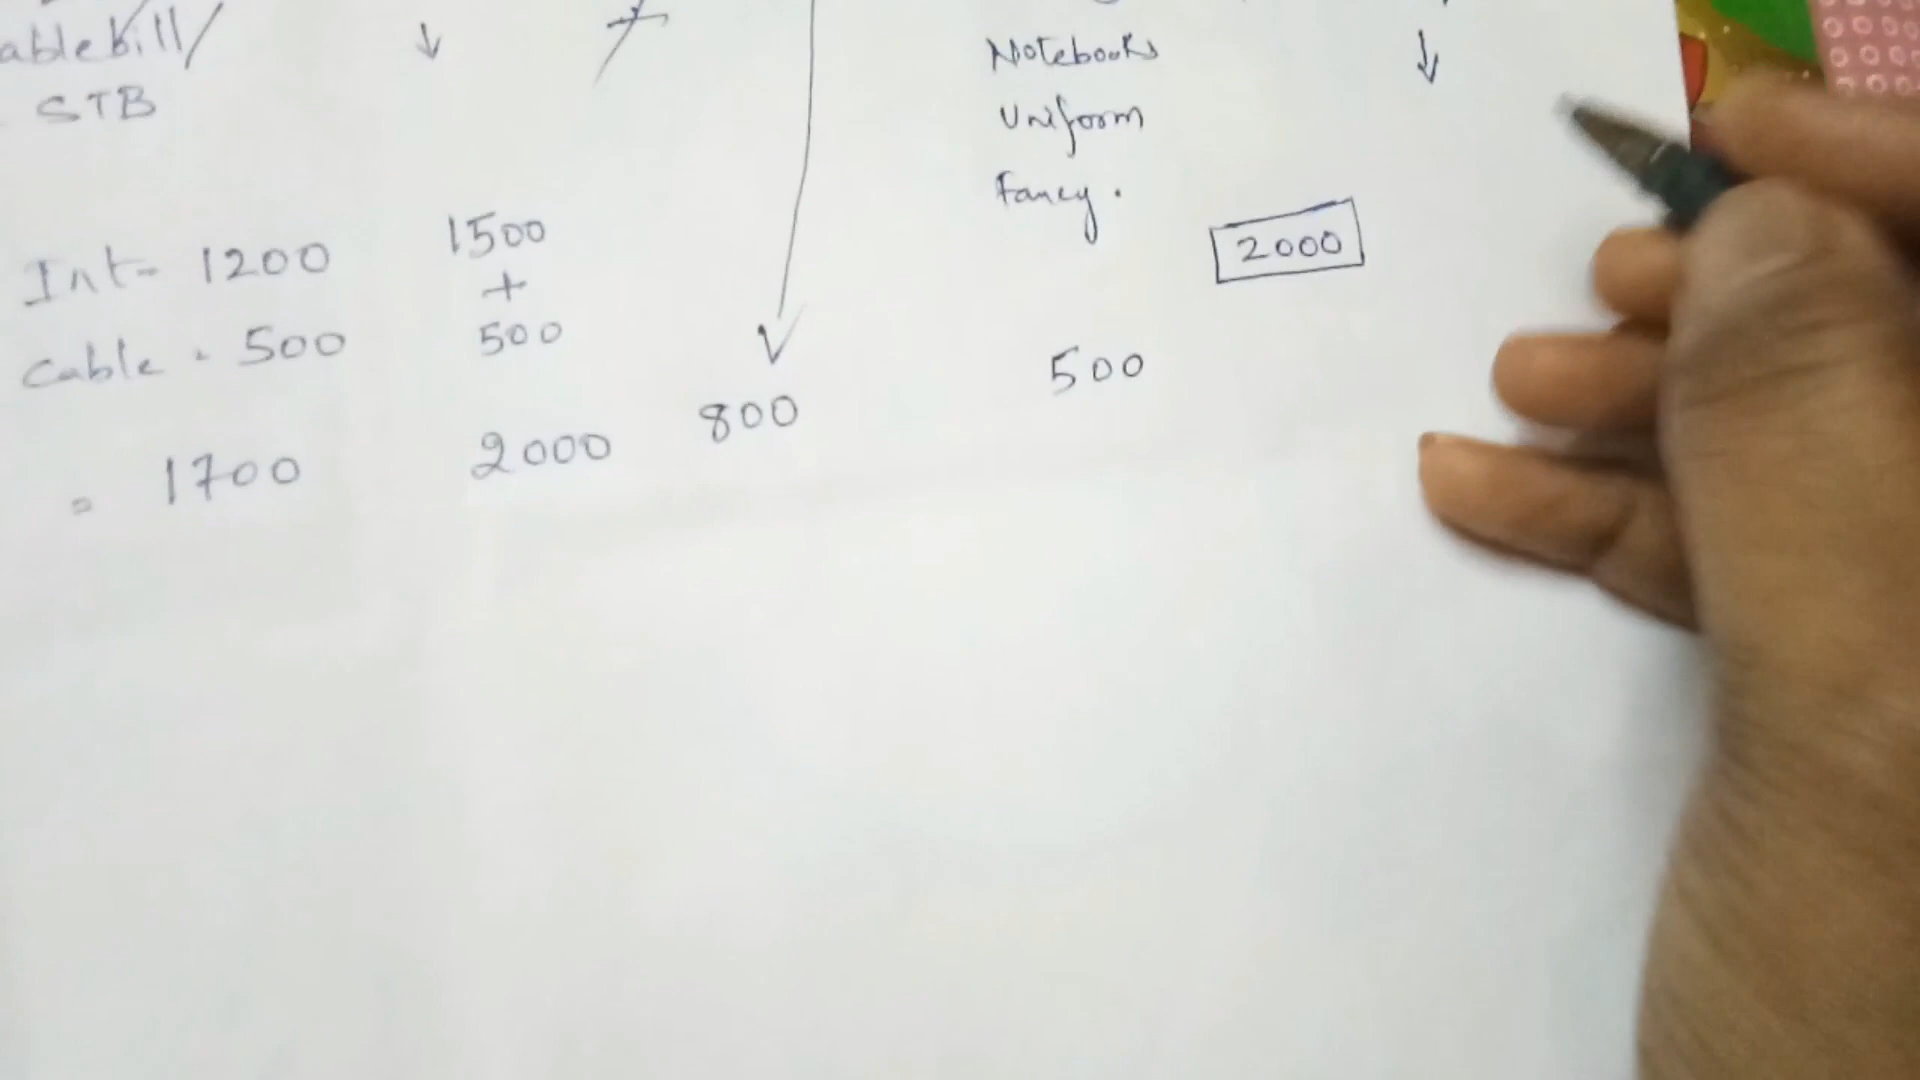 ablebill/
STB
Notebooks
Uniform
Fancy.
Int- 1200
1500
+
500
2000
Cable . 500
= 1700
2000
800
500